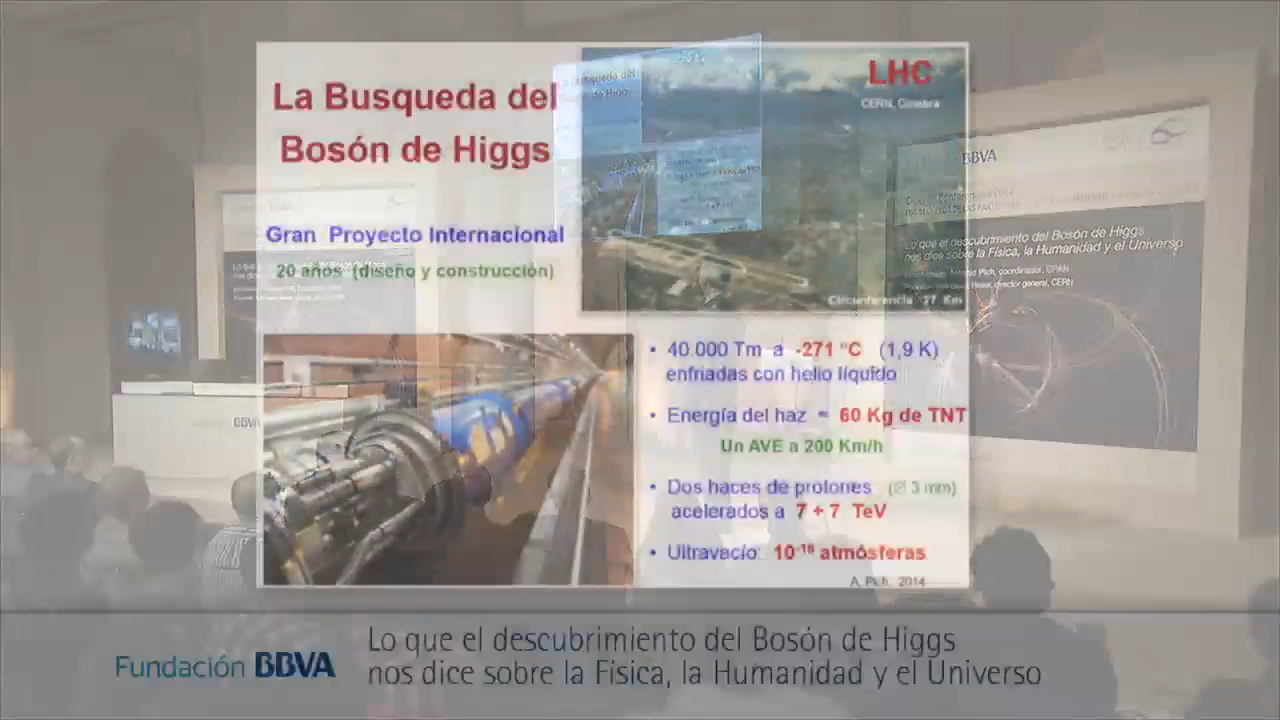 La Busqueda del
Bosón de Higgs
LHC
CERN, Ginebra
Gran Proyecto Internacional
20 años (diseño y construcción)
Circunferencia 27 Km
• 40.000 Tm a -271 °C (1,9 K)
enfriadas con helio líquido
• Energía del haz = 60 Kg de TNT
Un AVE a 200 Km/h
• Dos haces de protones (∅ 3 mm)
acelerados a 7 + 7 TeV
• Ultravacío: 10⁻¹⁶ atmósferas
A. Pich, 2014
BBVA
Lo que el descubrimiento del Bosón de Higgs
nos dice sobre la Física, la Humanidad y el Universo
BBVA
Fundación BBVA
Lo que el descubrimiento del Bosón de Higgs
nos dice sobre la Física, la Humanidad y el Universo